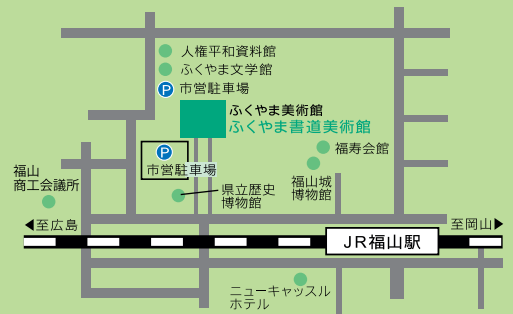 人権平和資料館
ふくやま文学館
P 市営駐車場
ふくやま美術館
ふくやま書道美術館
P
市営駐車場
福寿会館
福山
商工会議所
福山城
博物館
県立歴史
博物館
◀至広島
至岡山▶
JR福山駅
ニューキャッスル
ホテル